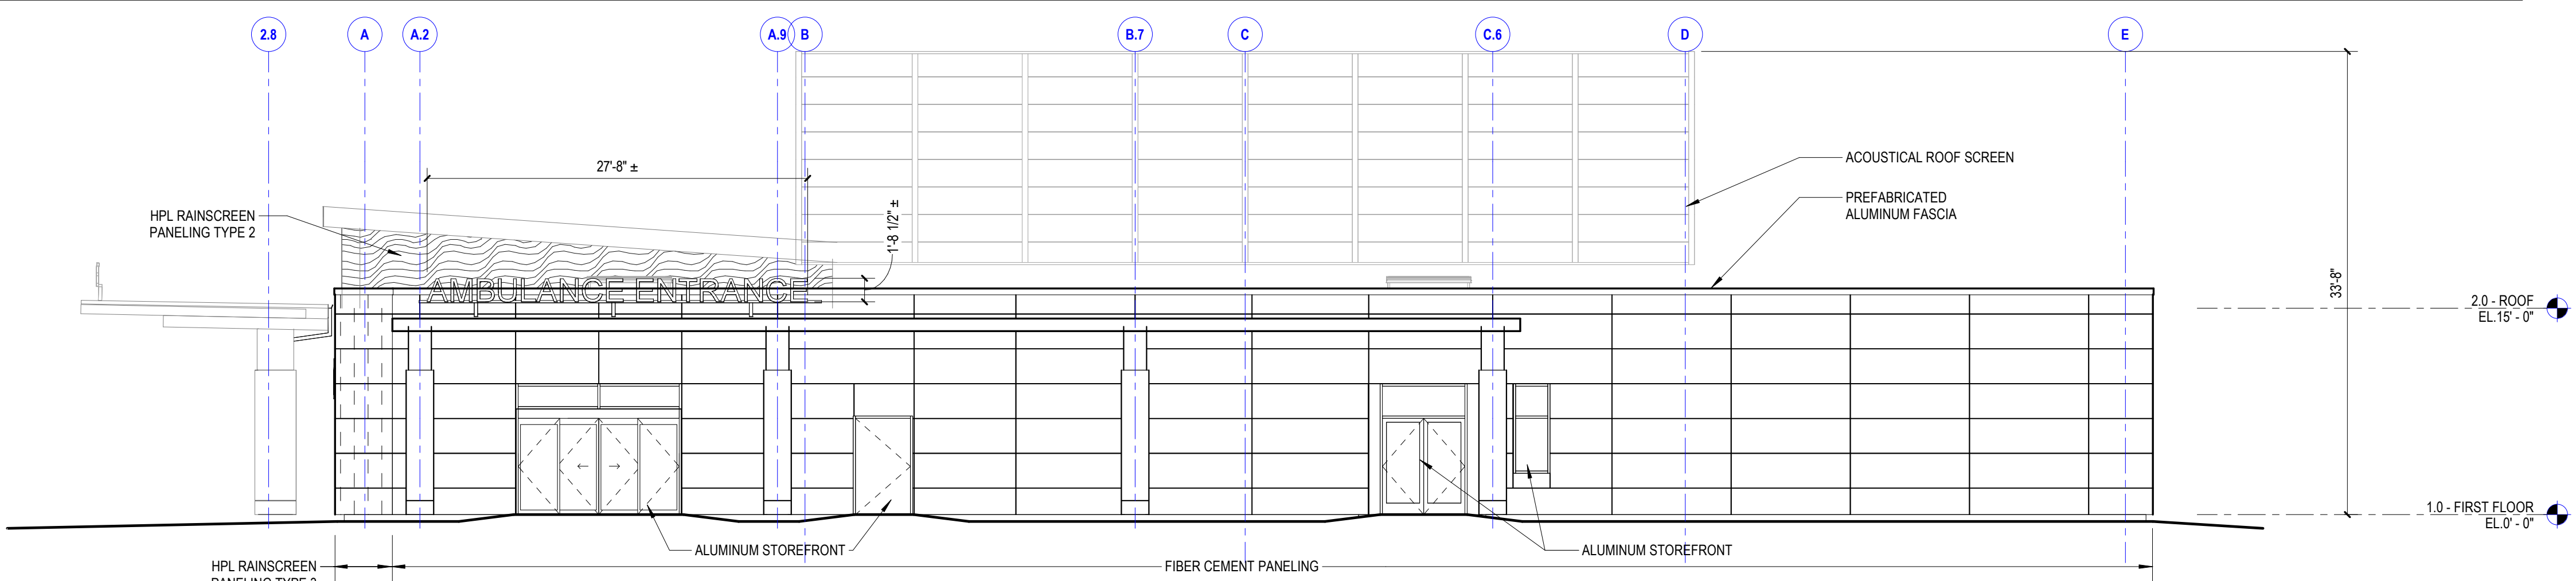 2.8 A A.2 A.9 B B.7 C C.6 D E
27'-8" ±
ACOUSTICAL ROOF SCREEN
HPL RAINSCREEN
PANELING TYPE 2
PREFABRICATED
ALUMINUM FASCIA
1'-8 1/2" ±
33'-8"
AMBULANCE ENTRANCE
2.0 - ROOF
EL.15' - 0"
1.0 - FIRST FLOOR
EL.0' - 0"
ALUMINUM STOREFRONT
ALUMINUM STOREFRONT
HPL RAINSCREEN
FIBER CEMENT PANELING
PANELING TYPE